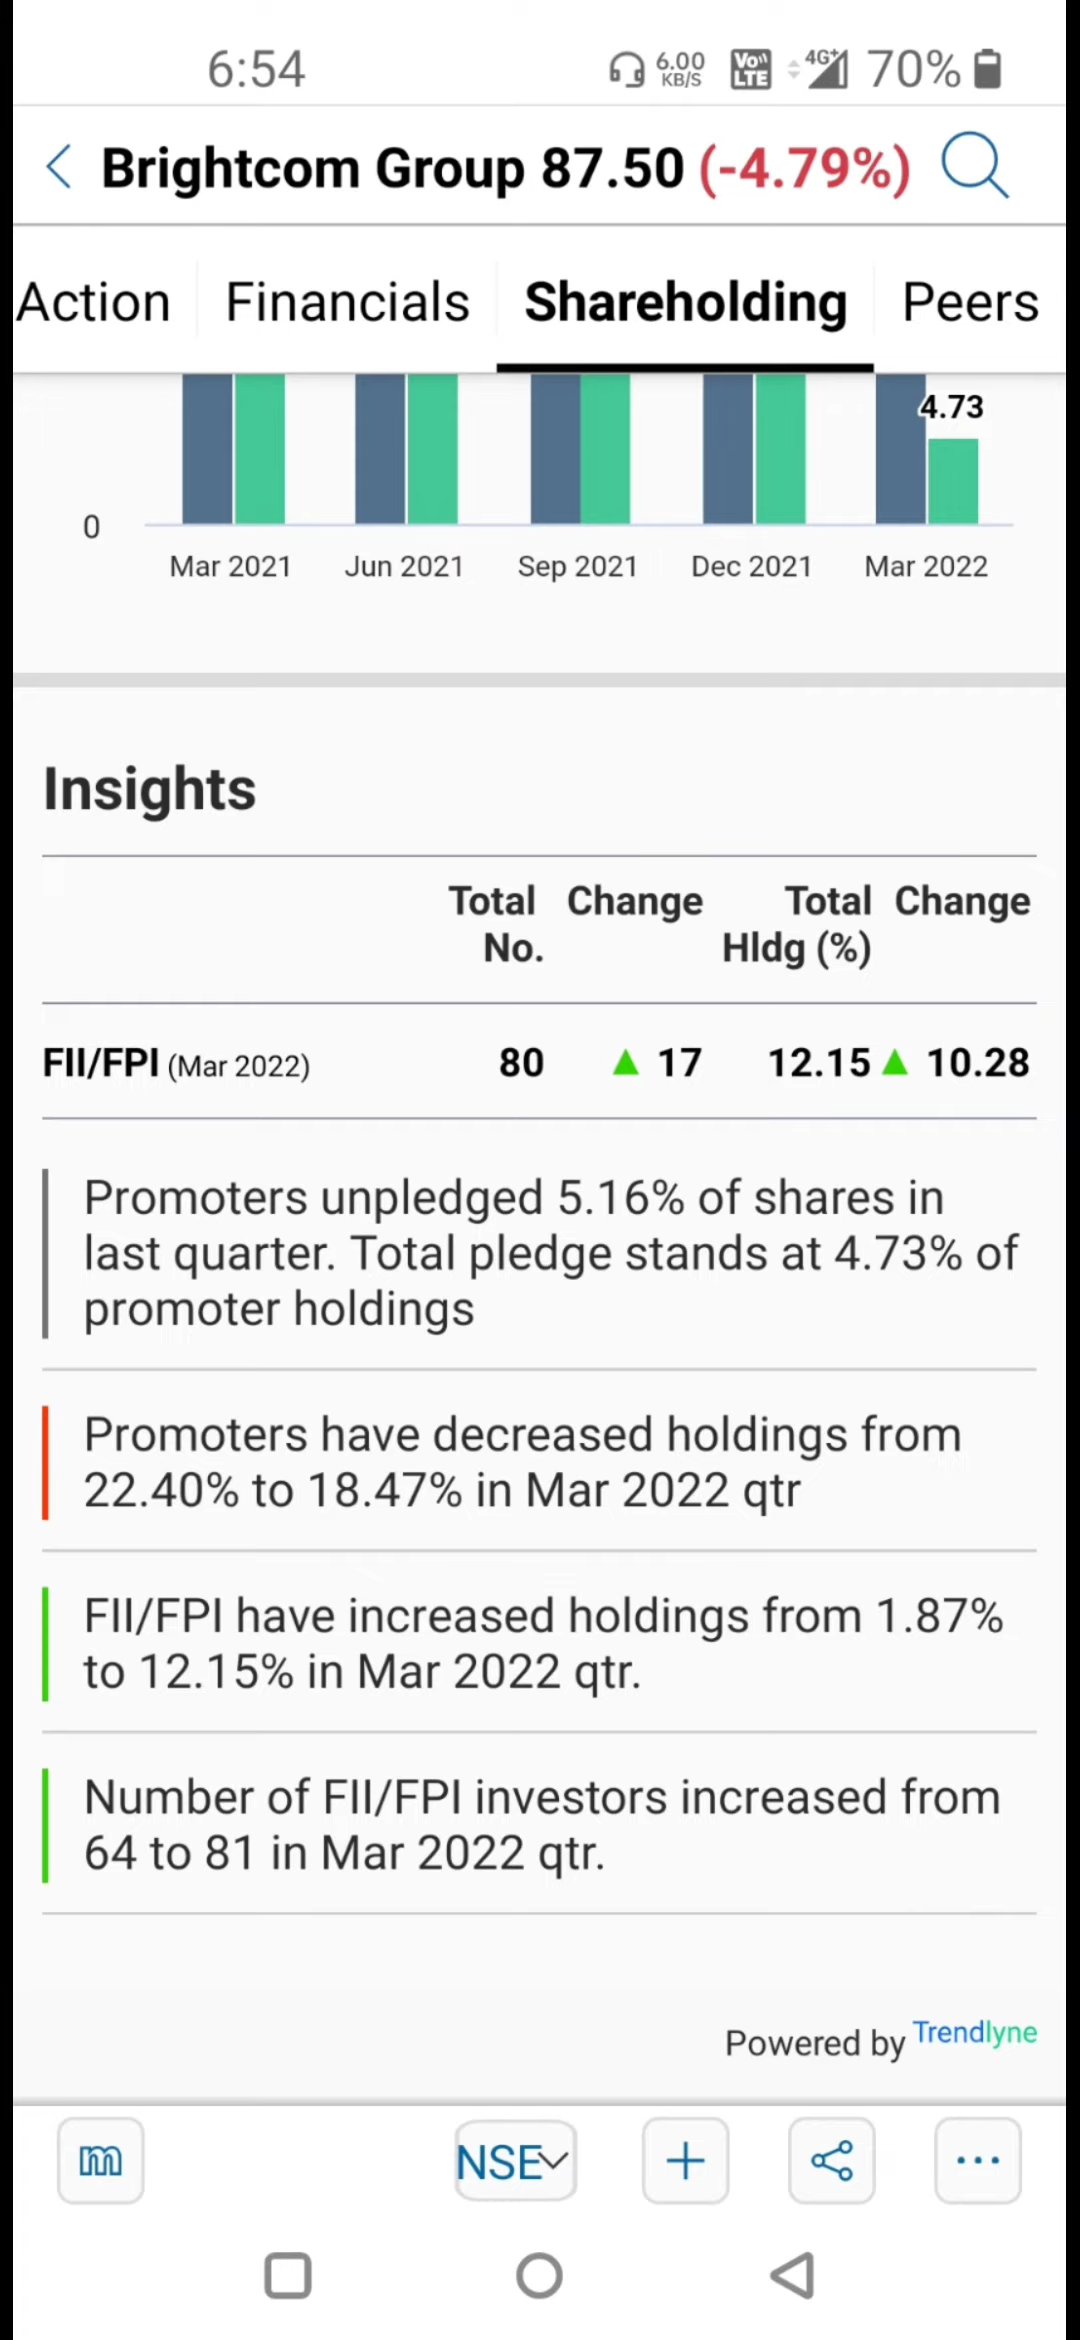 6:54 6.00 KB/S Vo)) LTE 4G+ 70%
Brightcom Group 87.50 (-4.79%)
Action Financials Shareholding Peers
4.73
0
Mar 2021 Jun 2021 Sep 2021 Dec 2021 Mar 2022
Insights
Total No. Change Total Hldg (%) Change
FII/FPI (Mar 2022) 80 ▲ 17 12.15 ▲ 10.28
Promoters unpledged 5.16% of shares in
last quarter. Total pledge stands at 4.73% of
promoter holdings
Promoters have decreased holdings from
22.40% to 18.47% in Mar 2022 qtr
FII/FPI have increased holdings from 1.87%
to 12.15% in Mar 2022 qtr.
Number of FII/FPI investors increased from
64 to 81 in Mar 2022 qtr.
Powered by Trendlyne
m NSE